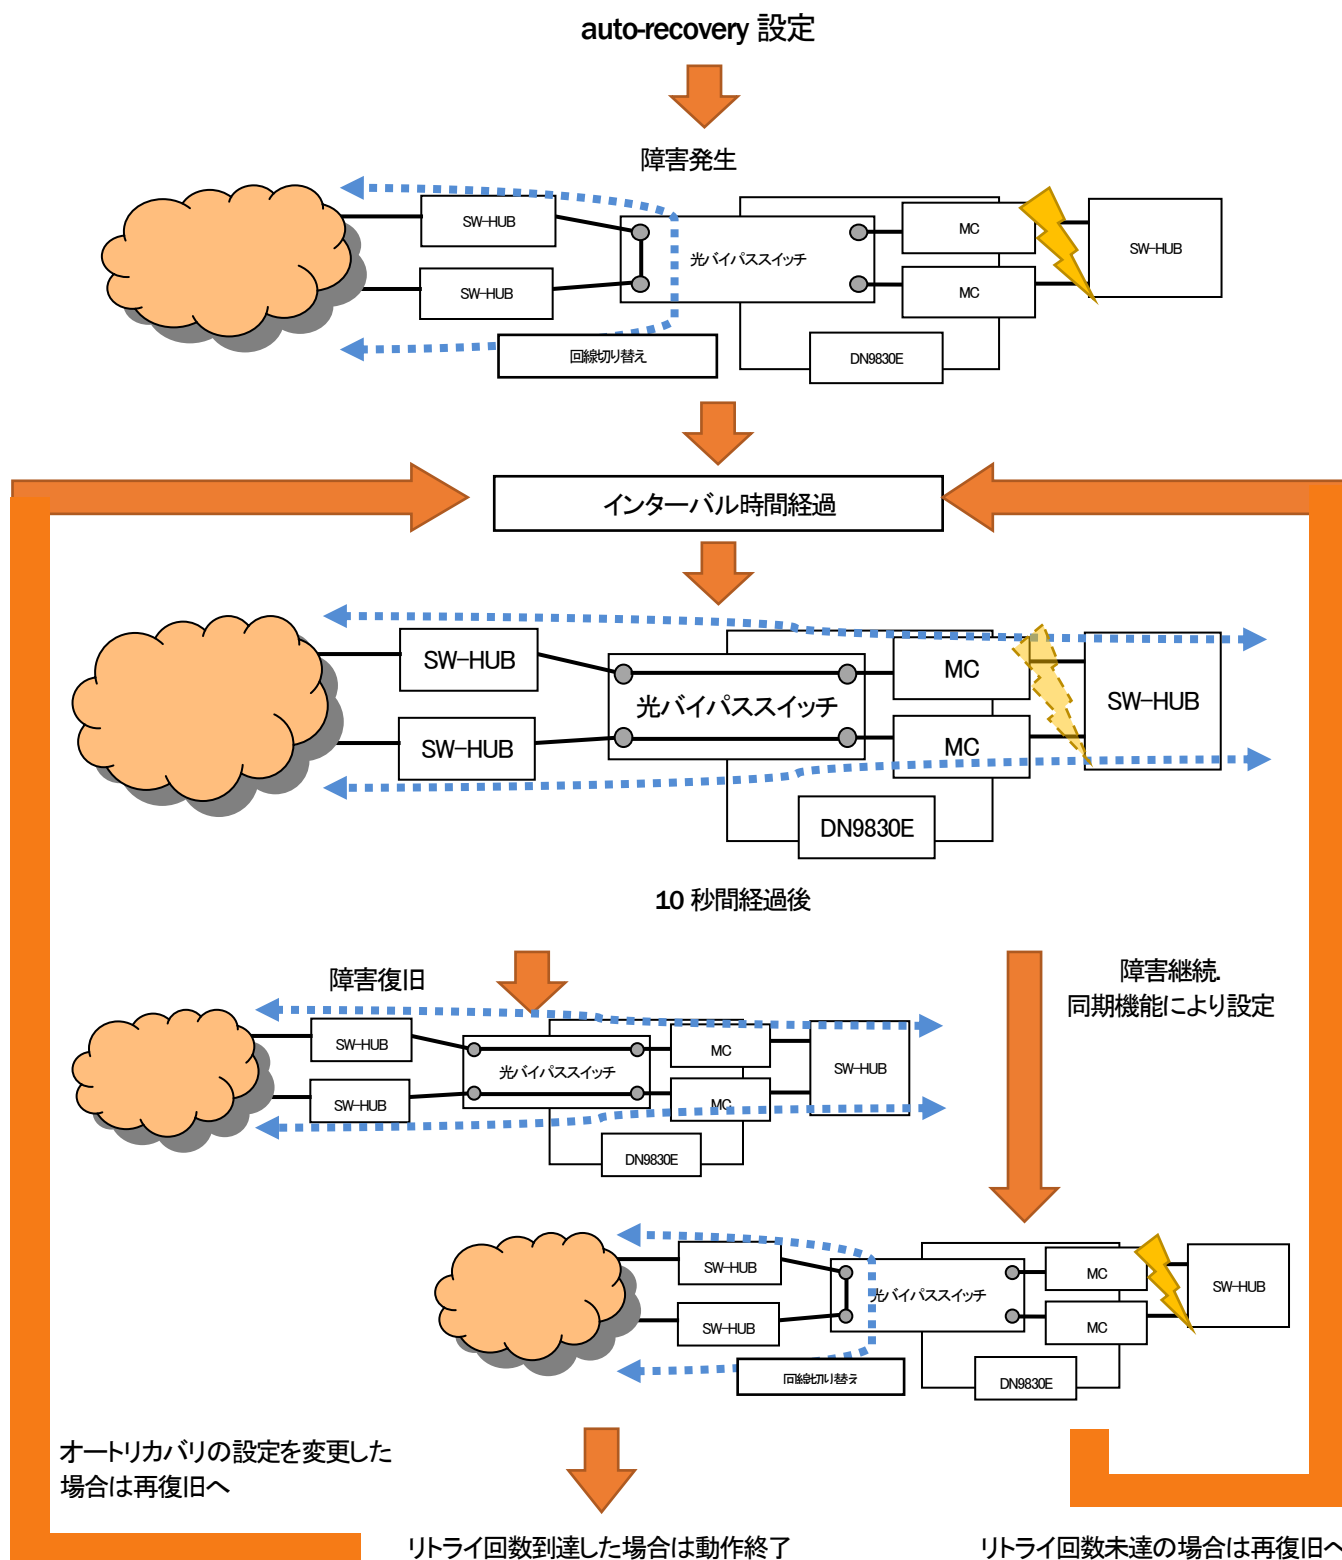 auto-recovery 設定
障害発生
SW-HUB
SW-HUB
光バイパススイッチ
MC
MC
SW-HUB
回線切り替え
DN9830E
インターバル時間経過
SW-HUB
SW-HUB
光バイパススイッチ
MC
MC
SW-HUB
DN9830E
10 秒間経過後
障害復旧
障害継続.
同期機能により設定
SW-HUB
SW-HUB
光バイパススイッチ
MC
MC
SW-HUB
DN9830E
SW-HUB
SW-HUB
光バイパススイッチ
MC
MC
SW-HUB
回線切り替え
DN9830E
オートリカバリの設定を変更した
場合は再復旧へ
リトライ回数到達した場合は動作終了
リトライ回数未達の場合は再復旧へ